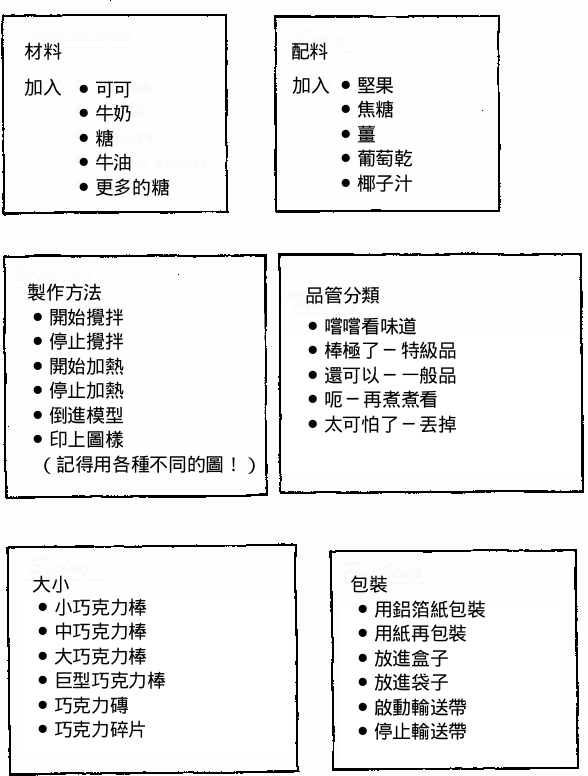 材料
加入 ● 可可
● 牛奶
● 糖
● 牛油
● 更多的糖
配料
加入 ● 堅果
● 焦糖
● 薑
● 葡萄乾
● 椰子汁
製作方法
● 開始攪拌
● 停止攪拌
● 開始加熱
● 停止加熱
● 倒進模型
● 印上圖樣
（記得用各種不同的圖！）
品管分類
● 嚐嚐看味道
● 棒極了－特級品
● 還可以－一般品
● 呃－再煮煮看
● 太可怕了－丟掉
大小
● 小巧克力棒
● 中巧克力棒
● 大巧克力棒
● 巨型巧克力棒
● 巧克力磚
● 巧克力碎片
包裝
● 用鋁箔紙包裝
● 用紙再包裝
● 放進盒子
● 放進袋子
● 啟動輸送帶
● 停止輸送帶